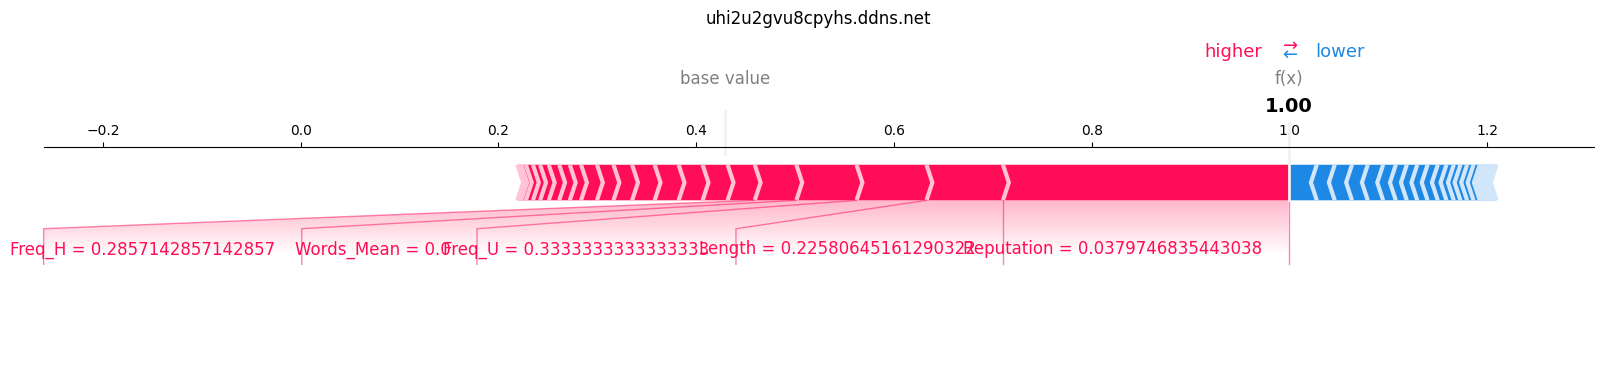 uhi2u2gvu8cpyhs.ddns.net
higher ⇄ lower
base value f(x)
1.00
−0.2 0.0 0.2 0.4 0.6 0.8 1.0 1.2
Freq_H = 0.2857142857142857 Words_Mean = 0.0 Freq_U = 0.3333333333333333 Length = 0.22580645161290322 Reputation = 0.0379746835443038